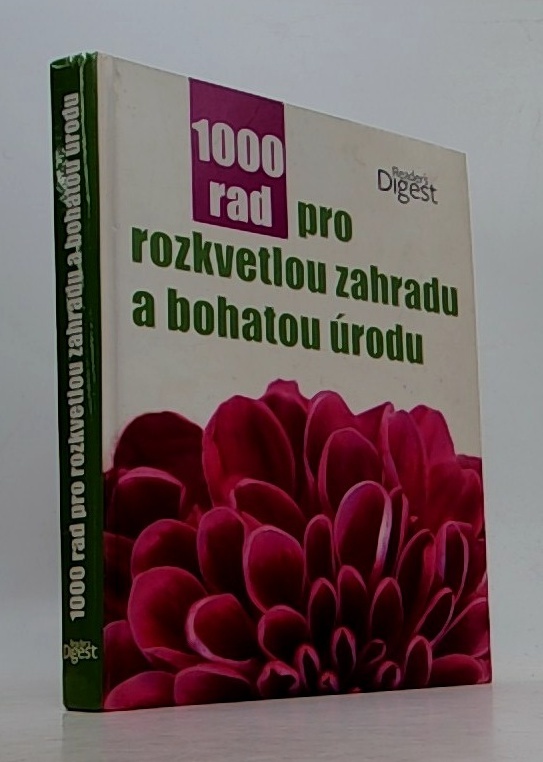 1000
rad pro
rozkvetlou zahradu
a bohatou úrodu
Reader's
Digest
1000 rad pro rozkvetlou zahradu a bohatou úrodu
Reader's
Digest